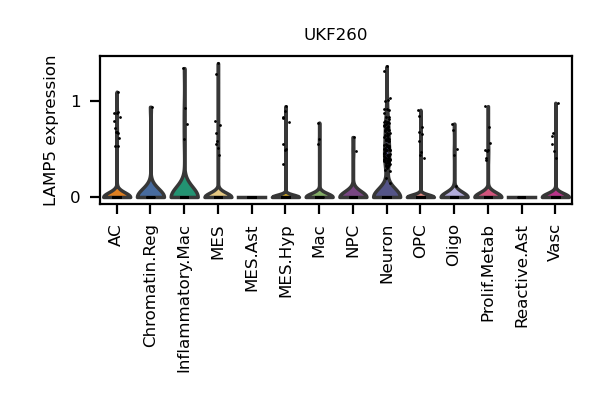 UKF260
LAMP5 expression
1
0
AC
Chromatin.Reg
Inflammatory.Mac
MES
MES.Ast
MES.Hyp
Mac
NPC
Neuron
OPC
Oligo
Prolif.Metab
Reactive.Ast
Vasc